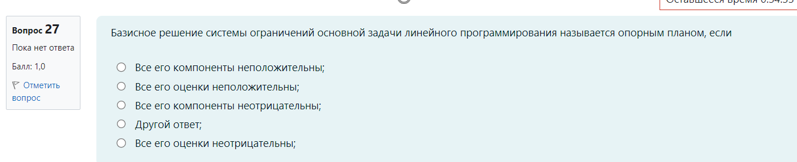 Оставшееся время 0:54:35
Вопрос 27
Пока нет ответа
Балл: 1,0
Отметить
вопрос
Базисное решение системы ограничений основной задачи линейного программирования называется опорным планом, если
Все его компоненты неположительны;
Все его оценки неположительны;
Все его компоненты неотрицательны;
Другой ответ;
Все его оценки неотрицательны;